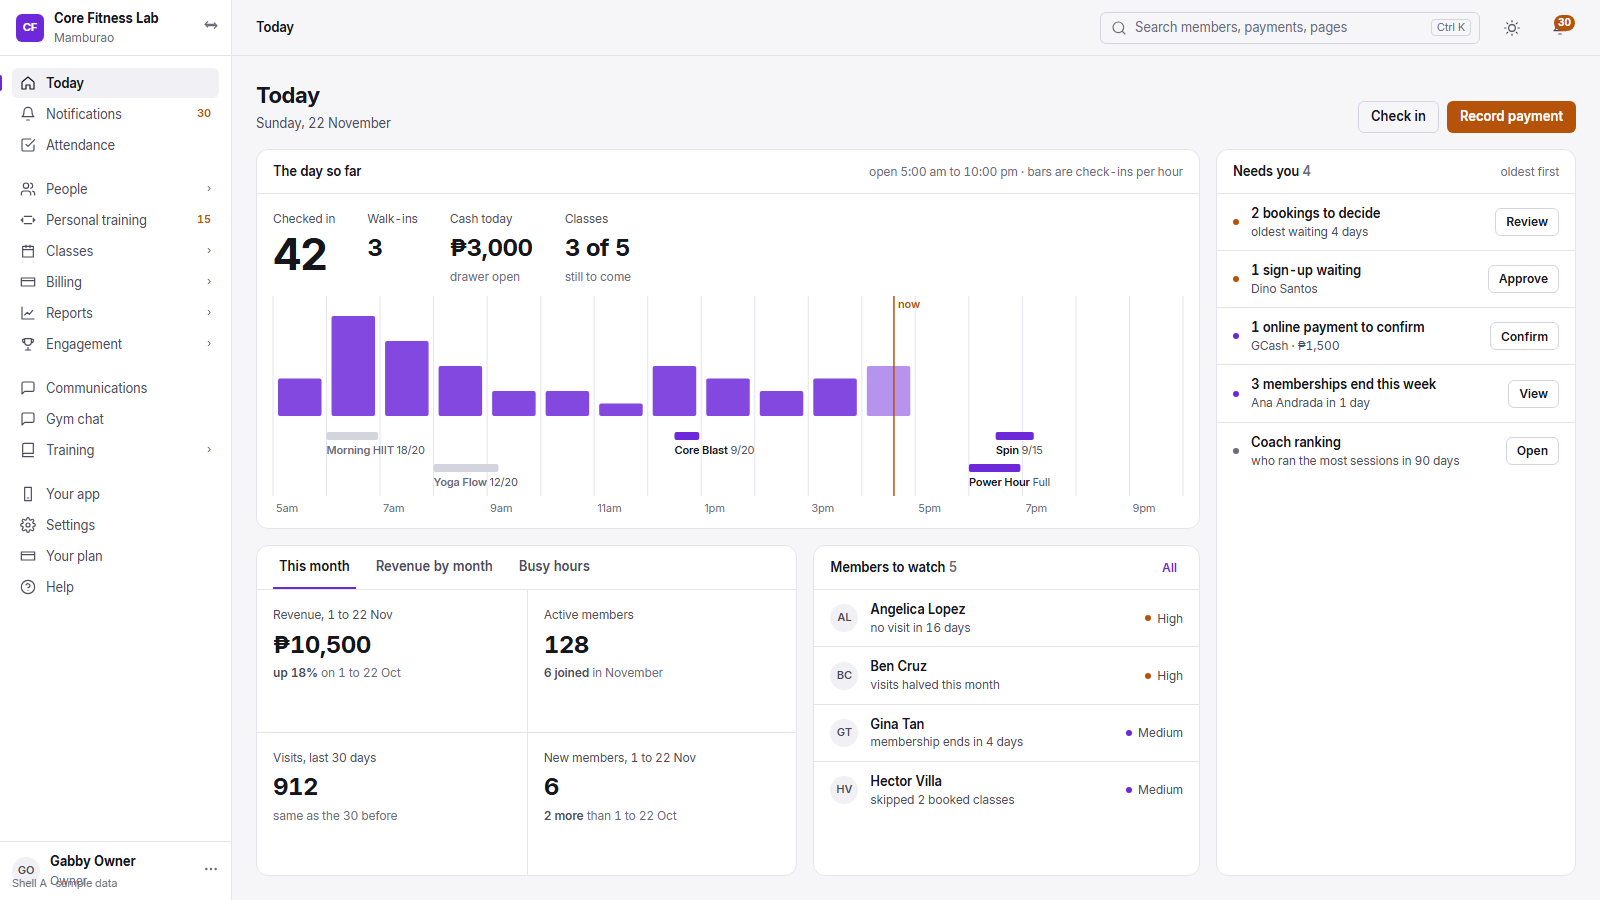 CF
Core Fitness Lab
Mamburao
Today
Notifications 30
Attendance
People
Personal training 15
Classes
Billing
Reports
Engagement
Communications
Gym chat
Training
Your app
Settings
Your plan
Help
GO
Gabby Owner
Owner
Shell A · sample data
Today
Search members, payments, pages
Ctrl K
30
Today
Sunday, 22 November
Check in
Record payment
The day so far
open 5:00 am to 10:00 pm · bars are check-ins per hour
Checked in
42
Walk-ins
3
Cash today
₱3,000
drawer open
Classes
3 of 5
still to come
now
Morning HIIT 18/20
Core Blast 9/20
Spin 9/15
Yoga Flow 12/20
Power Hour Full
5am 7am 9am 11am 1pm 3pm 5pm 7pm 9pm
Needs you 4
oldest first
2 bookings to decide
oldest waiting 4 days
Review
1 sign-up waiting
Dino Santos
Approve
1 online payment to confirm
GCash · ₱1,500
Confirm
3 memberships end this week
Ana Andrada in 1 day
View
Coach ranking
who ran the most sessions in 90 days
Open
This month
Revenue by month
Busy hours
Revenue, 1 to 22 Nov
₱10,500
up 18% on 1 to 22 Oct
Active members
128
6 joined in November
Visits, last 30 days
912
same as the 30 before
New members, 1 to 22 Nov
6
2 more than 1 to 22 Oct
Members to watch 5
All
AL
Angelica Lopez
no visit in 16 days
High
BC
Ben Cruz
visits halved this month
High
GT
Gina Tan
membership ends in 4 days
Medium
HV
Hector Villa
skipped 2 booked classes
Medium